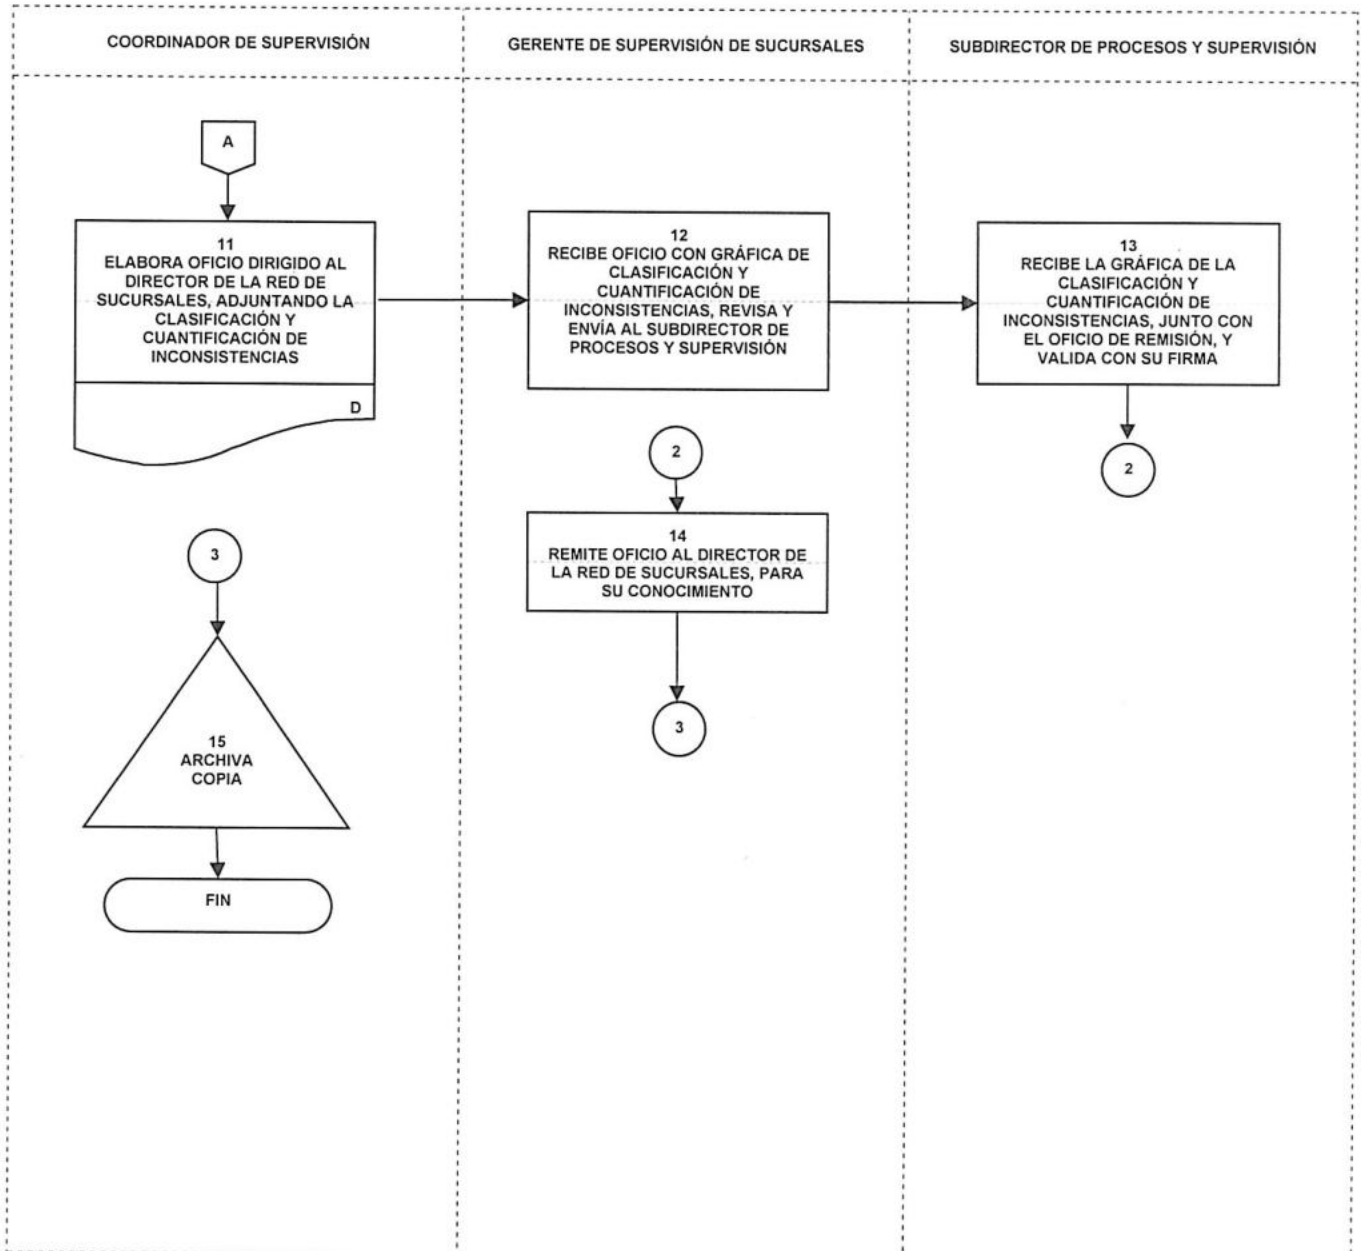 COORDINADOR DE SUPERVISIÓN
GERENTE DE SUPERVISIÓN DE SUCURSALES
SUBDIRECTOR DE PROCESOS Y SUPERVISIÓN
A
11
ELABORA OFICIO DIRIGIDO AL
DIRECTOR DE LA RED DE
SUCURSALES, ADJUNTANDO LA
CLASIFICACIÓN Y
CUANTIFICACIÓN DE
INCONSISTENCIAS
D
12
RECIBE OFICIO CON GRÁFICA DE
CLASIFICACIÓN Y
CUANTIFICACIÓN DE
INCONSISTENCIAS, REVISA Y
ENVÍA AL SUBDIRECTOR DE
PROCESOS Y SUPERVISIÓN
13
RECIBE LA GRÁFICA DE LA
CLASIFICACIÓN Y
CUANTIFICACIÓN DE
INCONSISTENCIAS, JUNTO CON
EL OFICIO DE REMISIÓN, Y
VALIDA CON SU FIRMA
2
2
14
REMITE OFICIO AL DIRECTOR DE
LA RED DE SUCURSALES, PARA
SU CONOCIMIENTO
3
3
15
ARCHIVA
COPIA
FIN